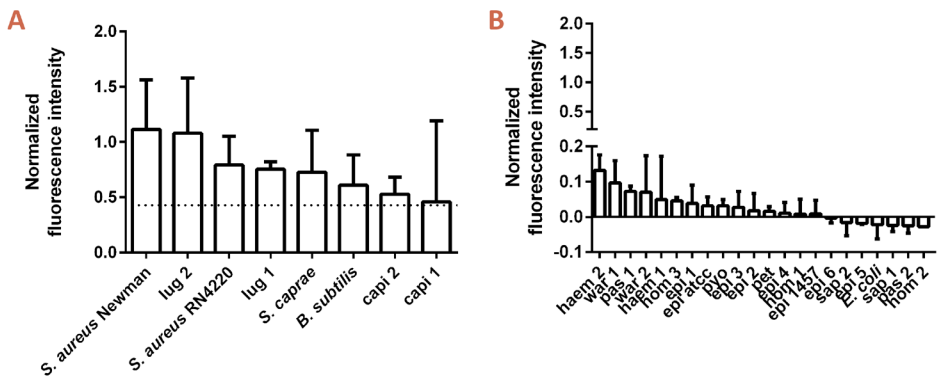 A
Normalized
fluorescence intensity
2.0
1.5
1.0
0.5
0.0
S. aureus Newman
lug 2
S. aureus RN4220
lug 1
S. caprae
B. subtilis
capi 2
capi 1
B
Normalized
fluorescence intensity
2.0
1.5
1.0
0.5
0.2
0.1
0.0
-0.1
haem 2
war 1
pas 1
war 2
haem 1
hom 3
epi 1
epi atcc
pyo
epi 3
epi 2
pet
epi 4
hom 1
epi 1457
epi 6
sap 2
epi 5
E. coli
sap 1
pas 2
hom 2